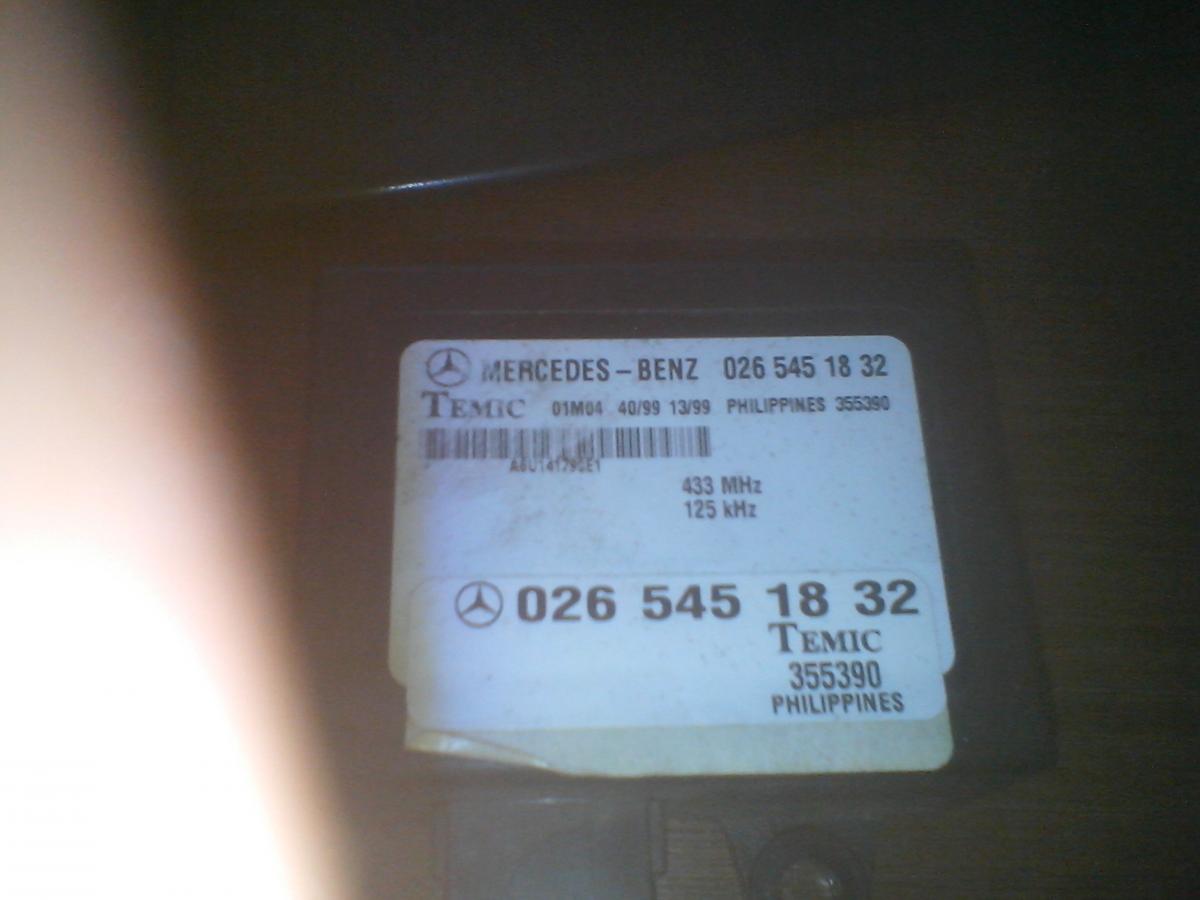 MERCEDES-BENZ 026 545 18 32
TEMIC 01M04 40/99 13/99 PHILIPPINES 355390
433 MHz
125 kHz
026 545 18 32
TEMIC
355390
PHILIPPINES